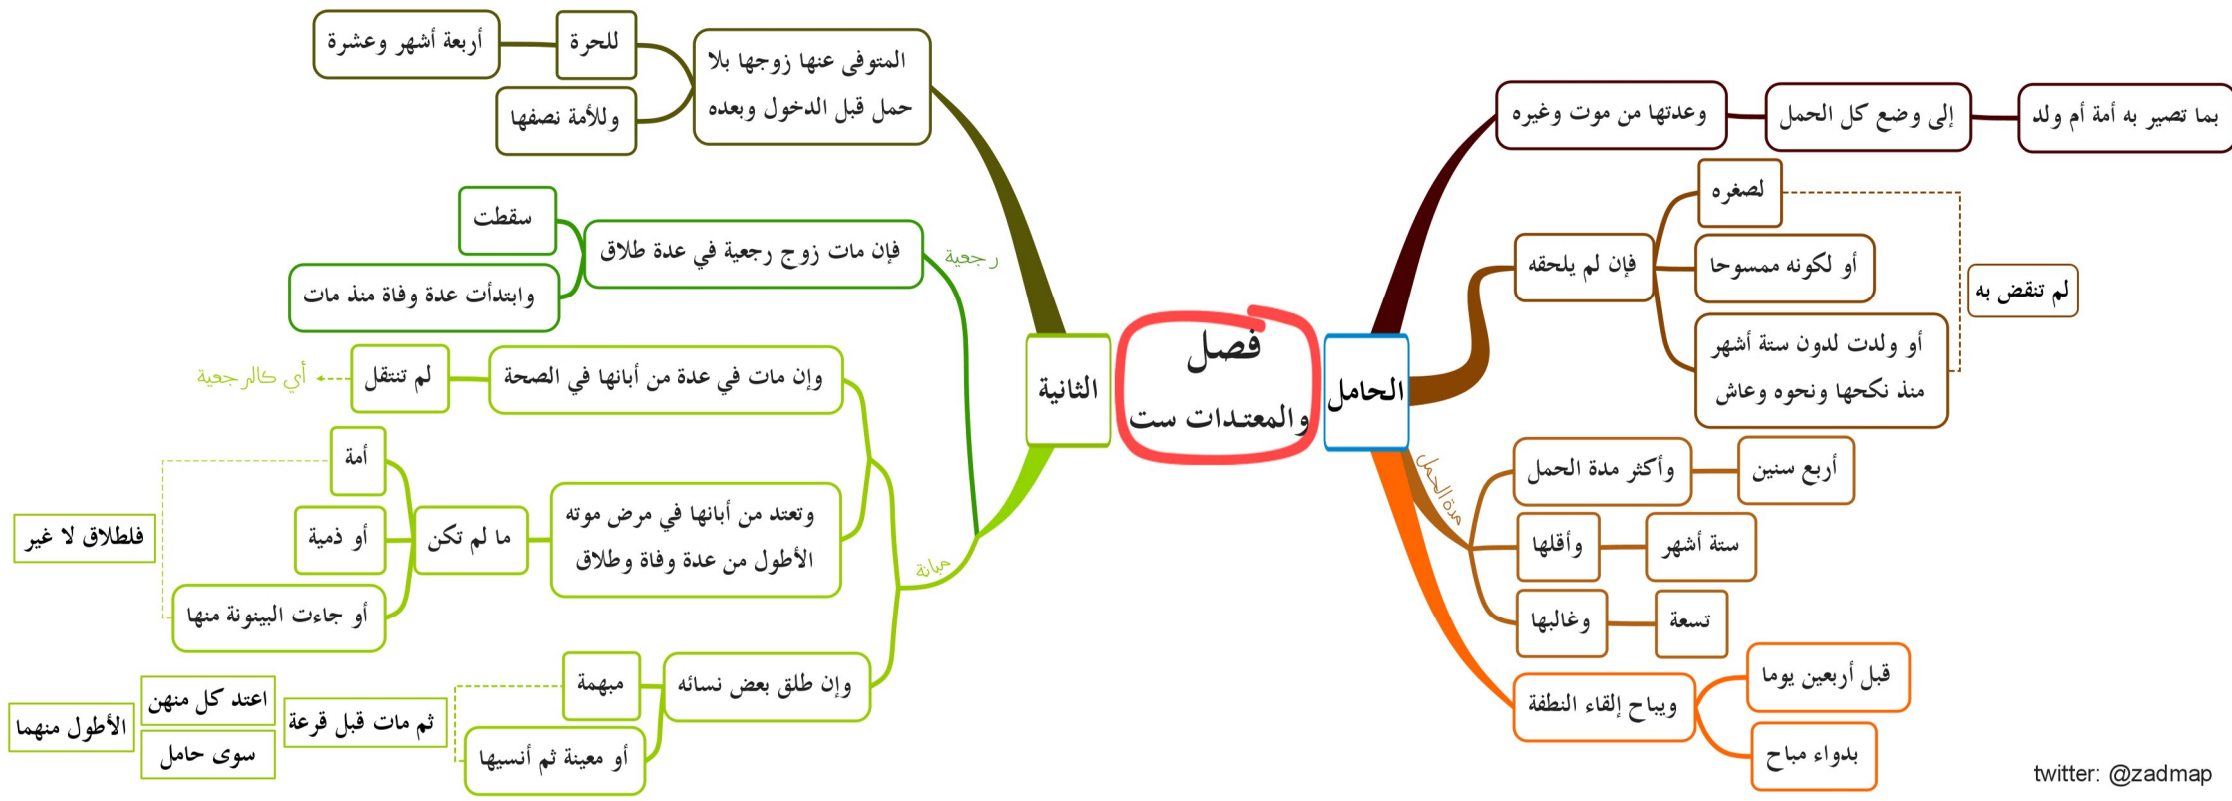 فصل
والمعتدات ست
الحامل
وعدتها من موت وغيره
إلى وضع كل الحمل
بما تصير به أمة أم ولد
فإن لم يلحقه
لصغره
أو لكونه ممسوحا
أو ولدت لدون ستة أشهر
منذ نكحها ونحوه وعاش
لم تنقض به
مدة الحمل
وأكثر مدة الحمل
أربع سنين
وأقلها
ستة أشهر
وغالبها
تسعة
ويباح إلقاء النطفة
قبل أربعين يوما
بدواء مباح
الثانية
المتوفى عنها زوجها بلا
حمل قبل الدخول وبعده
للحرة
أربعة أشهر وعشرة
وللأمة نصفها
رجعية
فإن مات زوج رجعية في عدة طلاق
سقطت
وابتدأت عدة وفاة منذ مات
مبانة
وإن مات في عدة من أبانها في الصحة
لم تنتقل
أي كالرجعية
وتعتد من أبانها في مرض موته
الأطول من عدة وفاة وطلاق
ما لم تكن
أمة
أو ذمية
أو جاءت البينونة منها
فلطلاق لا غير
وإن طلق بعض نسائه
مبهمة
أو معينة ثم أنسيها
ثم مات قبل قرعة
اعتد كل منهن
سوى حامل
الأطول منهما
twitter: @zadmap